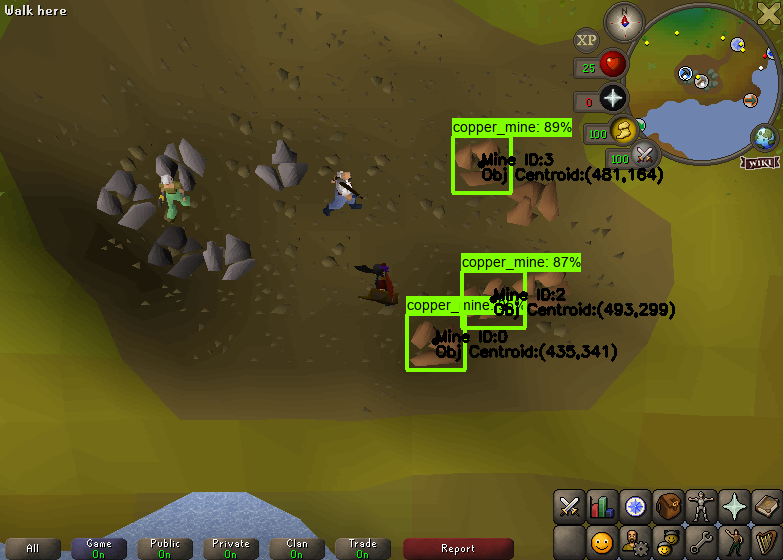 Walk here
XP
25
0
100
100
WIKI
copper_mine: 89%
Mine ID:3
Obj Centroid:(481,164)
copper_mine: 87%
Mine ID:2
Obj Centroid:(493,299)
copper_mine:
Mine ID:0
Obj Centroid:(435,341)
All
Game
On
Public
On
Private
On
Clan
On
Trade
On
Report